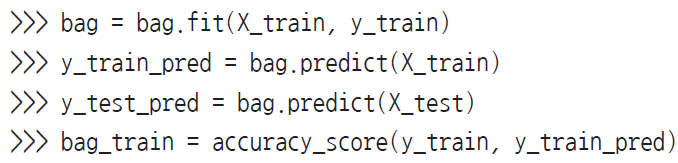 >>> bag = bag.fit(X_train, y_train)
>>> y_train_pred = bag.predict(X_train)
>>> y_test_pred = bag.predict(X_test)
>>> bag_train = accuracy_score(y_train, y_train_pred)